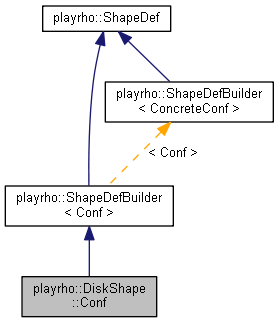 playrho::ShapeDef
playrho::ShapeDefBuilder
< ConcreteConf >
< Conf >
playrho::ShapeDefBuilder
< Conf >
playrho::DiskShape
::Conf